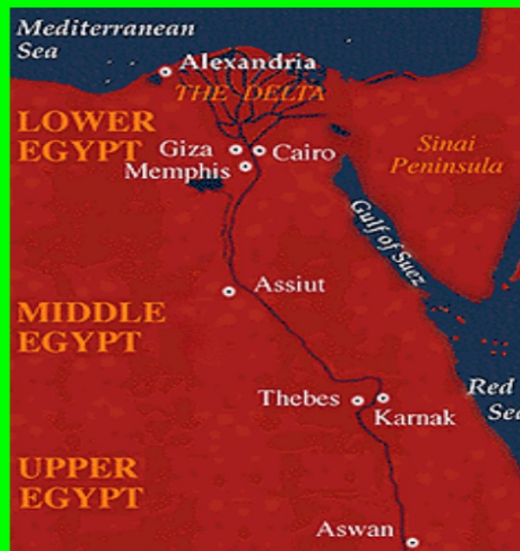 Mediterranean
Sea
Alexandria
THE DELTA
LOWER
EGYPT
Giza
Cairo
Memphis
Sinai
Peninsula
Gulf of Suez
Assiut
MIDDLE
EGYPT
Thebes
Karnak
Red
Sea
UPPER
EGYPT
Aswan